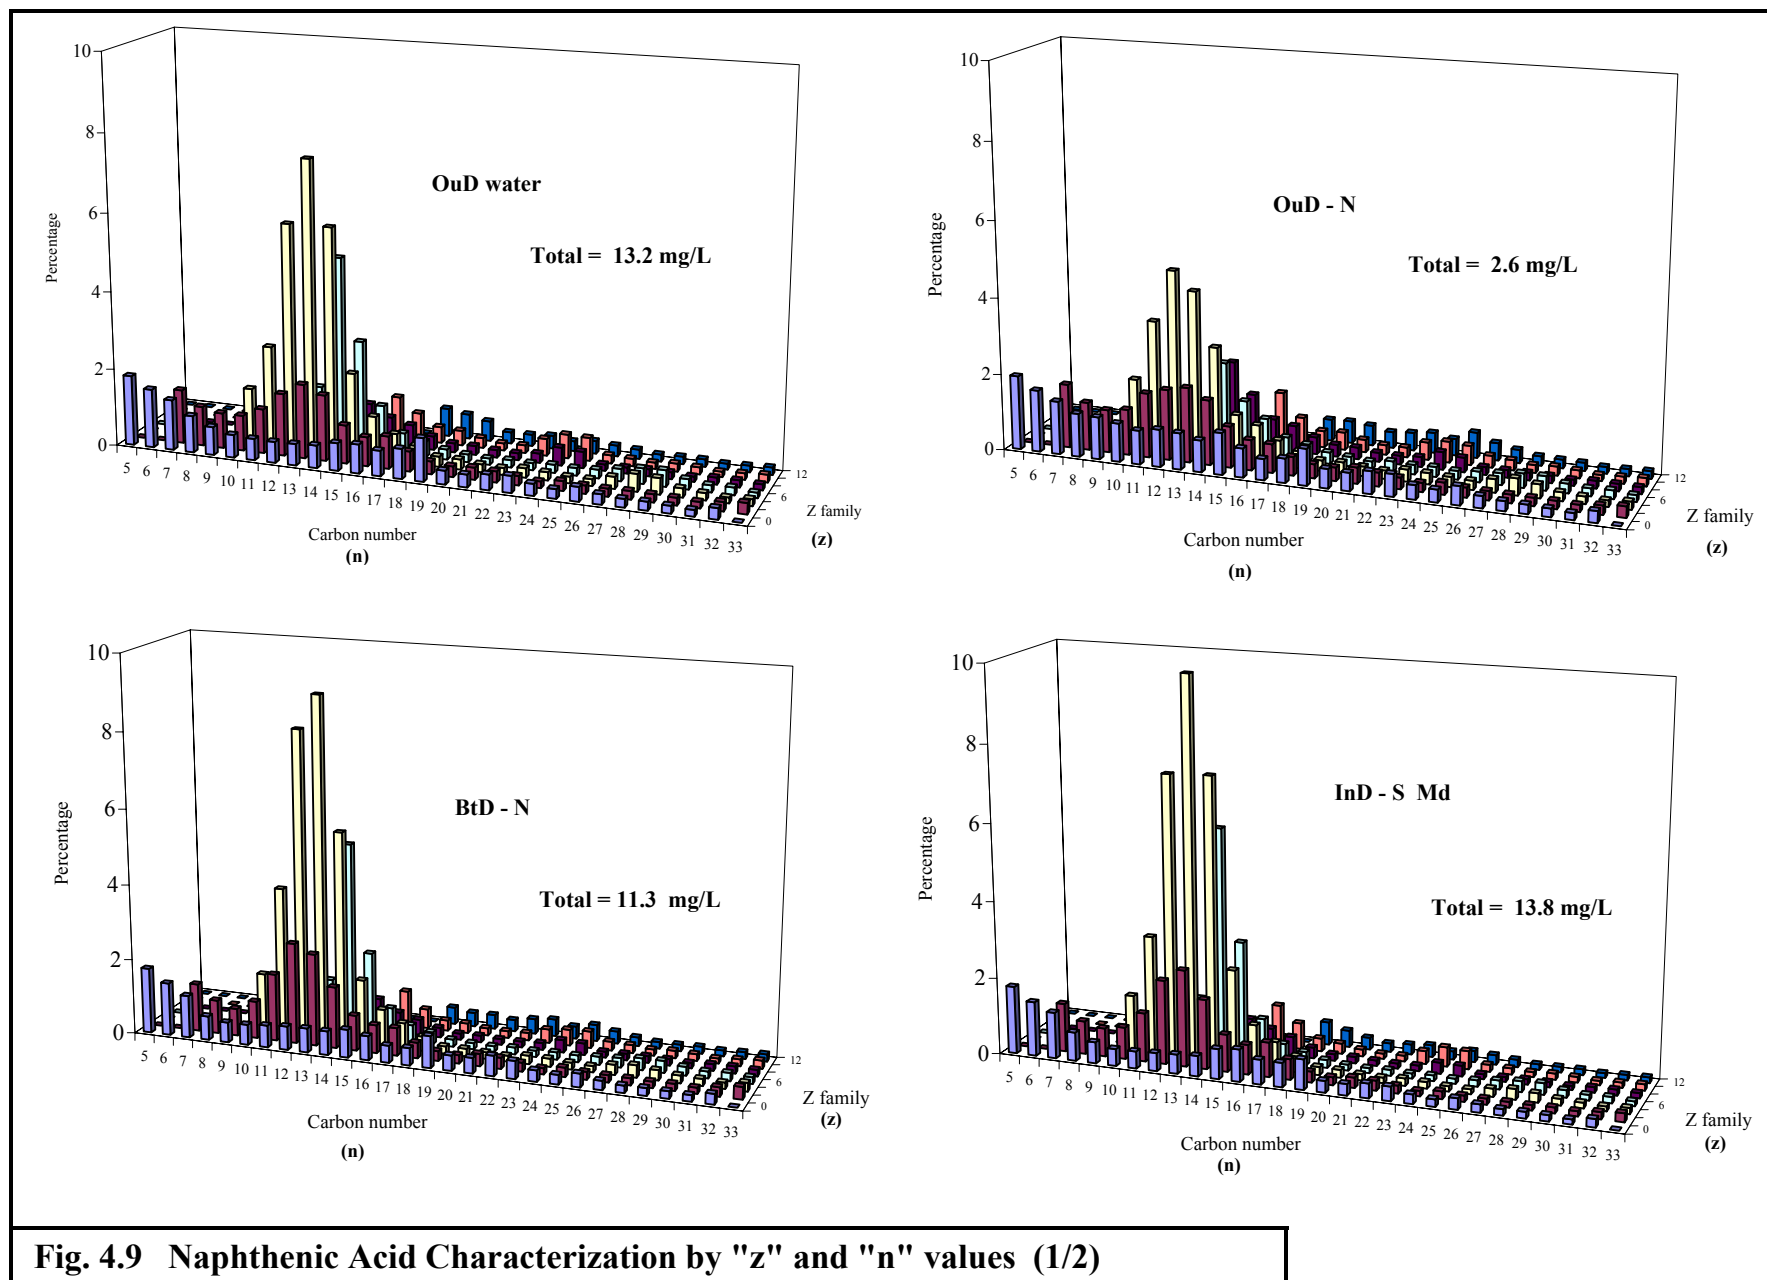 10
8
6
4
2
0
Percentage
OuD water
Total = 13.2 mg/L
5 6 7 8 9 10 11 12 13 14 15 16 17 18 19 20 21 22 23 24 25 26 27 28 29 30 31 32 33
Carbon number
(n)
0
6
12
Z family
(z)
10
8
6
4
2
0
Percentage
OuD - N
Total = 2.6 mg/L
5 6 7 8 9 10 11 12 13 14 15 16 17 18 19 20 21 22 23 24 25 26 27 28 29 30 31 32 33
Carbon number
(n)
0
6
12
Z family
(z)
10
8
6
4
2
0
Percentage
BtD - N
Total = 11.3 mg/L
5 6 7 8 9 10 11 12 13 14 15 16 17 18 19 20 21 22 23 24 25 26 27 28 29 30 31 32 33
Carbon number
(n)
0
6
12
Z family
(z)
10
8
6
4
2
0
Percentage
InD - S Md
Total = 13.8 mg/L
5 6 7 8 9 10 11 12 13 14 15 16 17 18 19 20 21 22 23 24 25 26 27 28 29 30 31 32 33
Carbon number
(n)
0
6
12
Z family
(z)
Fig. 4.9 Naphthenic Acid Characterization by "z" and "n" values (1/2)